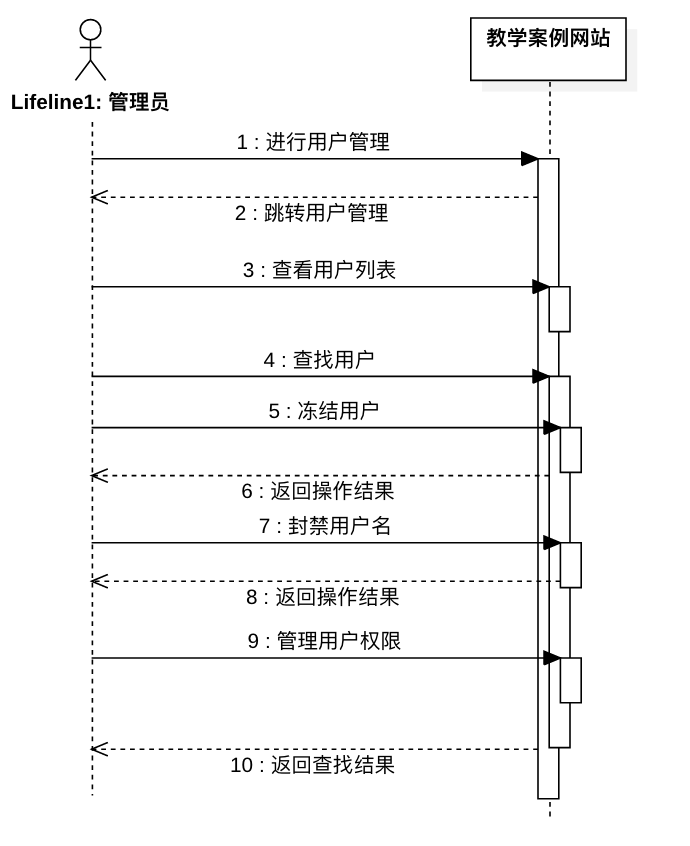 教学案例网站
Lifeline1: 管理员
1 : 进行用户管理
2 : 跳转用户管理
3 : 查看用户列表
4 : 查找用户
5 : 冻结用户
6 : 返回操作结果
7 : 封禁用户名
8 : 返回操作结果
9 : 管理用户权限
10 : 返回查找结果